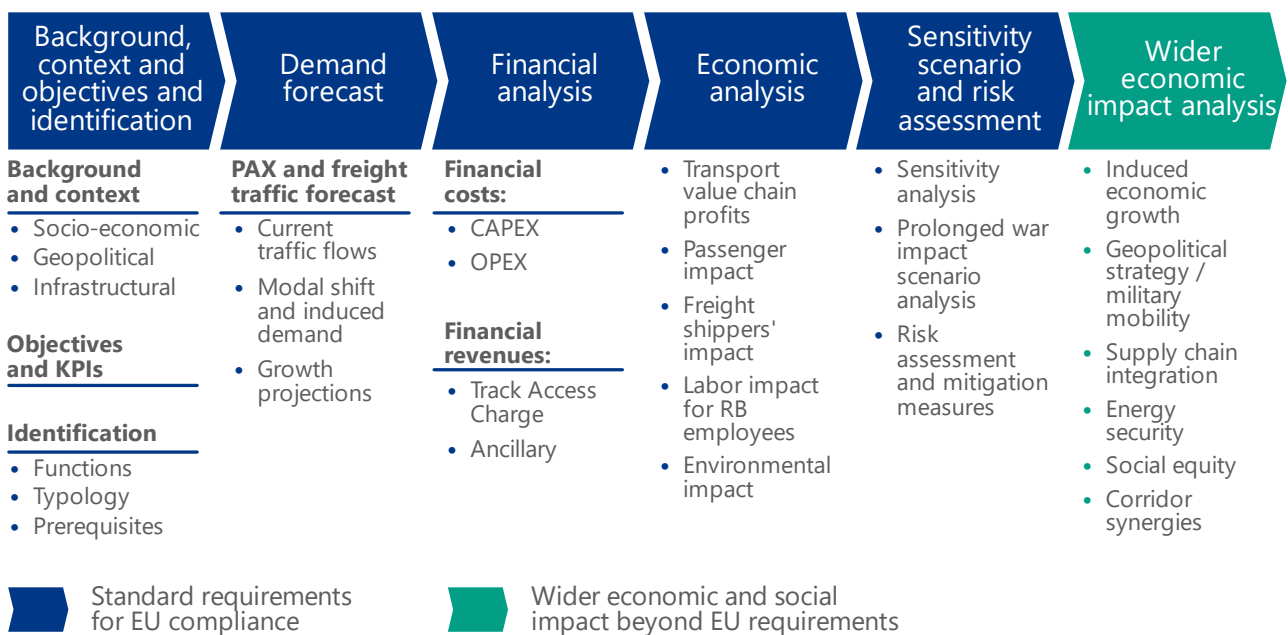 Background,
context and
objectives and
identification
Demand
forecast
Financial
analysis
Economic
analysis
Sensitivity
scenario
and risk
assessment
Wider
economic
impact analysis
Background
and context
• Socio-economic
• Geopolitical
• Infrastructural
Objectives
and KPIs
Identification
• Functions
• Typology
• Prerequisites
PAX and freight
traffic forecast
• Current
traffic flows
• Modal shift
and induced
demand
• Growth
projections
Financial
costs:
• CAPEX
• OPEX
Financial
revenues:
• Track Access
Charge
• Ancillary
• Transport
value chain
profits
• Passenger
impact
• Freight
shippers'
impact
• Labor impact
for RB
employees
• Environmental
impact
• Sensitivity
analysis
• Prolonged war
impact
scenario
analysis
• Risk
assessment
and mitigation
measures
• Induced
economic
growth
• Geopolitical
strategy /
military
mobility
• Supply chain
integration
• Energy
security
• Social equity
• Corridor
synergies
Standard requirements
for EU compliance
Wider economic and social
impact beyond EU requirements